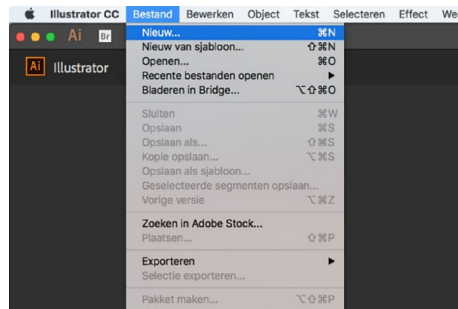 Illustrator CC Bestand Bewerken Object Tekst Selecteren Effect We
Ai Br
Ai Illustrator
Nieuw... ⌘N
Nieuw van sjabloon... ⇧⌘N
Openen... ⌘O
Recente bestanden openen ▶
Bladeren in Bridge... ⌥⇧⌘O
Sluiten ⌘W
Opslaan ⌘S
Opslaan als... ⇧⌘S
Kopie opslaan... ⌥⌘S
Opslaan als sjabloon...
Geselecteerde segmenten opslaan...
Vorige versie ⌥⌘Z
Zoeken in Adobe Stock...
Plaatsen... ⇧⌘P
Exporteren ▶
Selectie exporteren...
Pakket maken... ⌥⇧⌘P